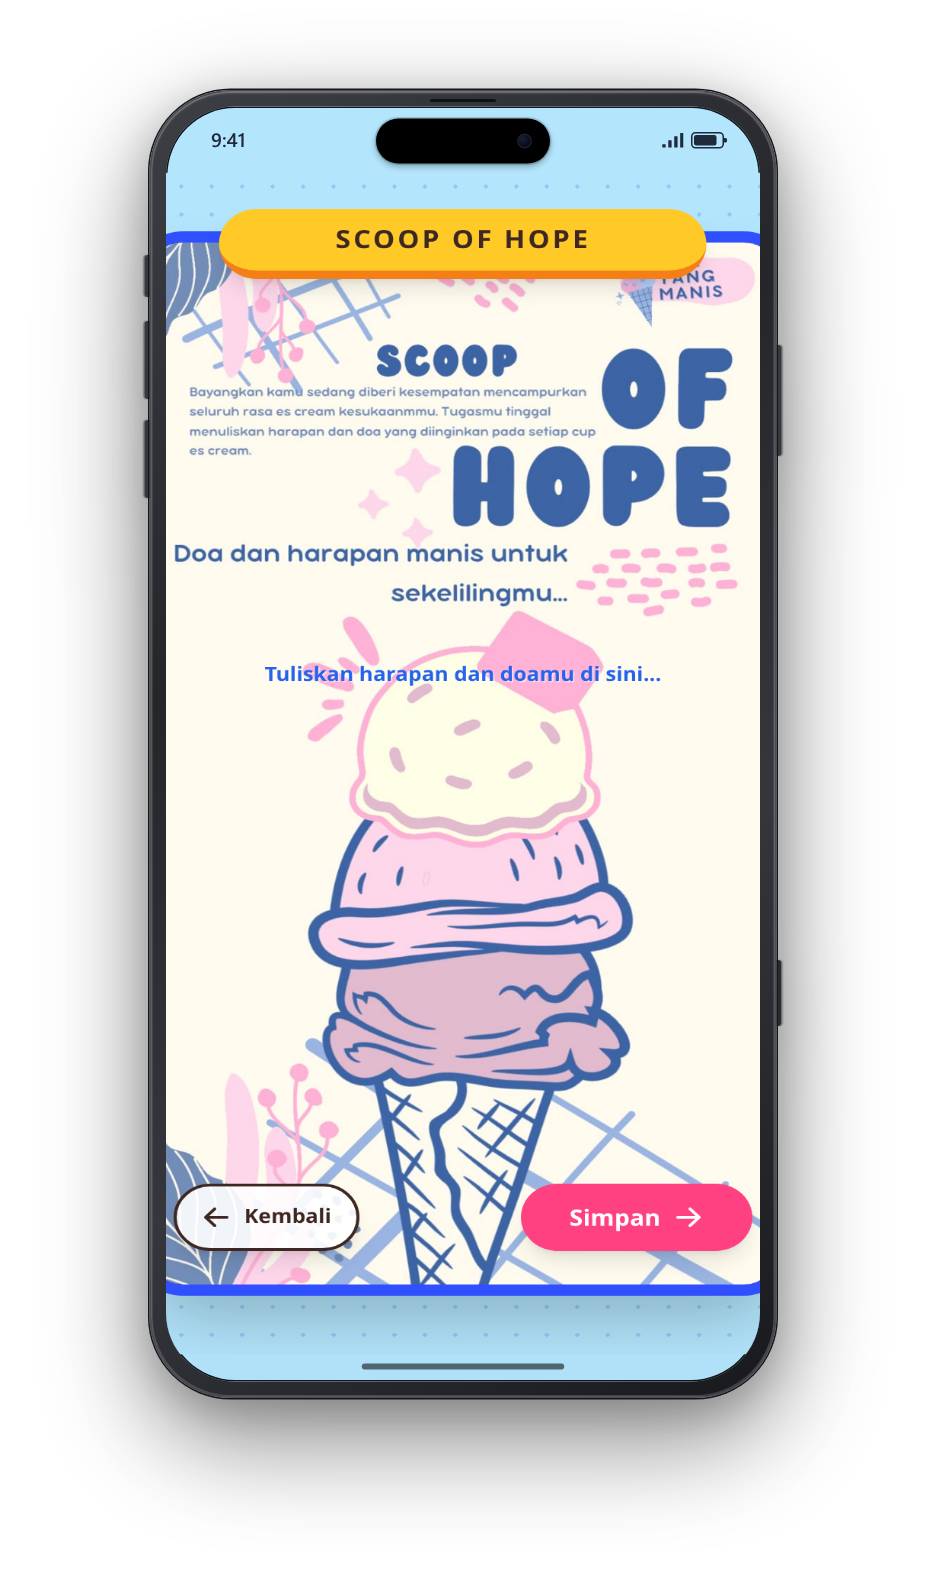 9:41
SCOOP OF HOPE
YANG
MANIS
SCOOP
OF
HOPE
Bayangkan kamu sedang diberi kesempatan mencampurkan
seluruh rasa es cream kesukaanmmu. Tugasmu tinggal
menuliskan harapan dan doa yang diinginkan pada setiap cup
es cream.
Doa dan harapan manis untuk
sekelilingmu...
Tuliskan harapan dan doamu di sini...
← Kembali
Simpan →